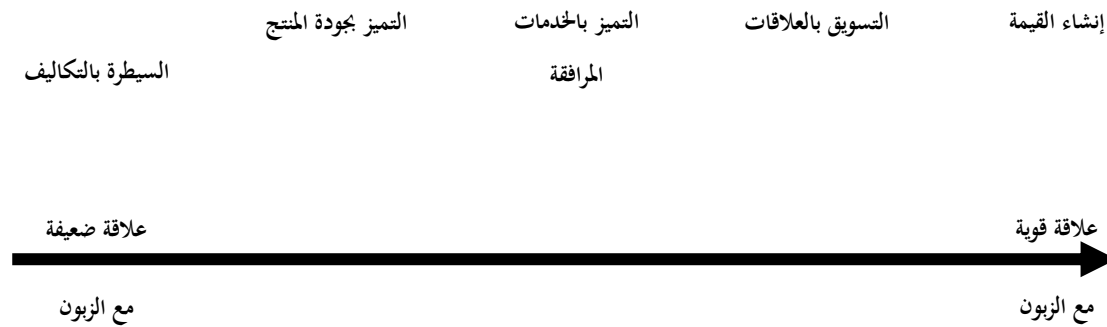 إنشاء القيمة
التسويق بالعلاقات
التميز بالخدمات
المرافقة
التميز بجودة المنتج
السيطرة بالتكاليف
علاقة قوية
علاقة ضعيفة
مع الزبون
مع الزبون